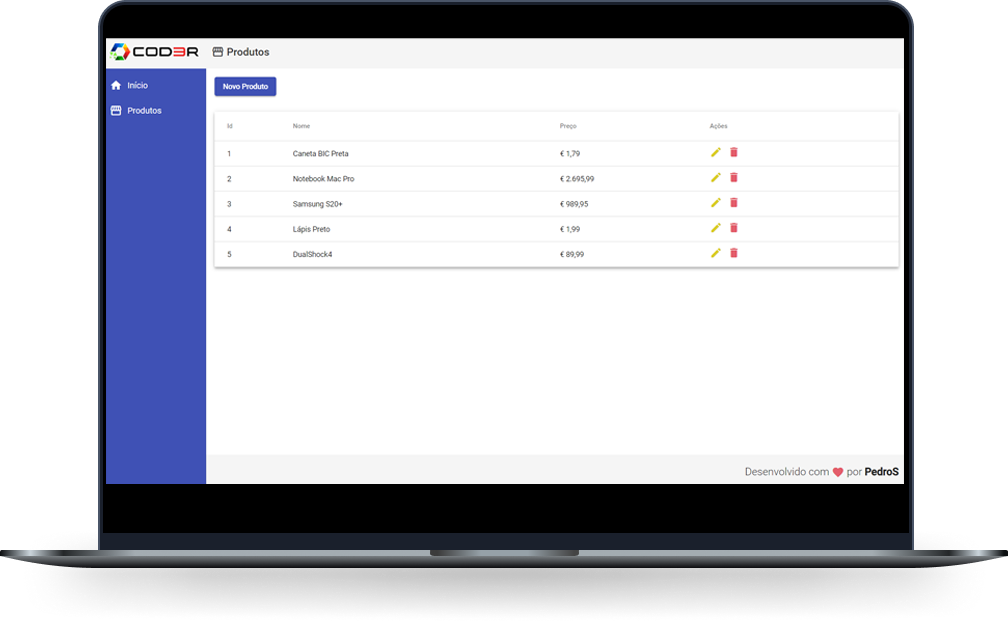 COD3R Produtos
Início
Produtos
Novo Produto
Id Nome Preço Ações
1 Caneta BIC Preta € 1,79
2 Notebook Mac Pro € 2.695,99
3 Samsung S20+ € 989,95
4 Lápis Preto € 1,99
5 DualShock4 € 89,99
Desenvolvido com ❤ por PedroS